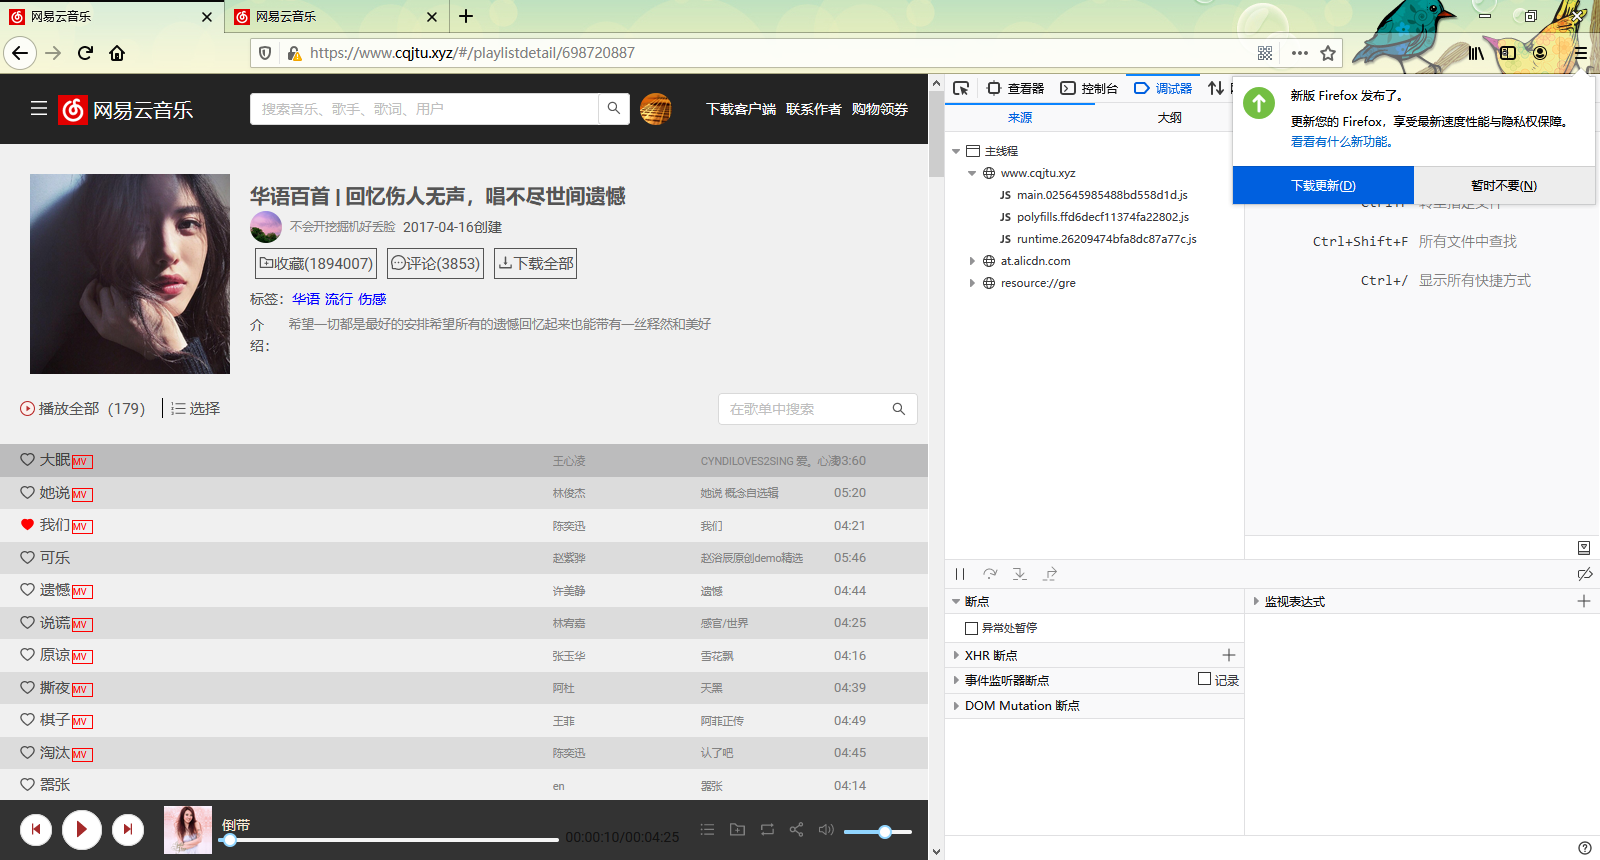 网易云音乐
网易云音乐
https://www.cqjtu.xyz/#/playlistdetail/698720887
网易云音乐
搜索音乐、歌手、歌词、用户
下载客户端 联系作者 购物领券
华语百首 | 回忆伤人无声，唱不尽世间遗憾
不会开挖掘机好丢脸 2017-04-16创建
收藏(1894007) 评论(3853) 下载全部
标签： 华语 流行 伤感
介绍： 希望一切都是最好的安排希望所有的遗憾回忆起来也能带有一丝释然和美好
播放全部（179） 选择
在歌单中搜索
大眠 MV 王心凌 CYNDILOVES2SING 爱。心凌 03:60
她说 MV 林俊杰 她说 概念自选辑 05:20
我们 MV 陈奕迅 我们 04:21
可乐 赵紫骅 赵浴辰原创demo精选 05:46
遗憾 MV 许美静 遗憾 04:44
说谎 MV 林宥嘉 感官/世界 04:25
原谅 MV 张玉华 雪花飘 04:16
撕夜 MV 阿杜 天黑 04:39
棋子 MV 王菲 阿菲正传 04:49
淘汰 MV 陈奕迅 认了吧 04:45
嚣张 en 嚣张 04:14
倒带
00:00:10/00:04:25
查看器 控制台 调试器
来源 大纲
主线程
www.cqjtu.xyz
JS main.025645985488bd558d1d.js
JS polyfills.ffd6decf11374fa22802.js
JS runtime.26209474bfa8dc87a77c.js
at.alicdn.com
resource://gre
新版 Firefox 发布了。
更新您的 Firefox，享受最新速度性能与隐私权保障。
看看有什么新功能。
下载更新(D) 暂时不要(N)
Ctrl+Shift+F 所有文件中查找
Ctrl+/ 显示所有快捷方式
断点
异常处暂停
XHR 断点
事件监听器断点 记录
DOM Mutation 断点
监视表达式